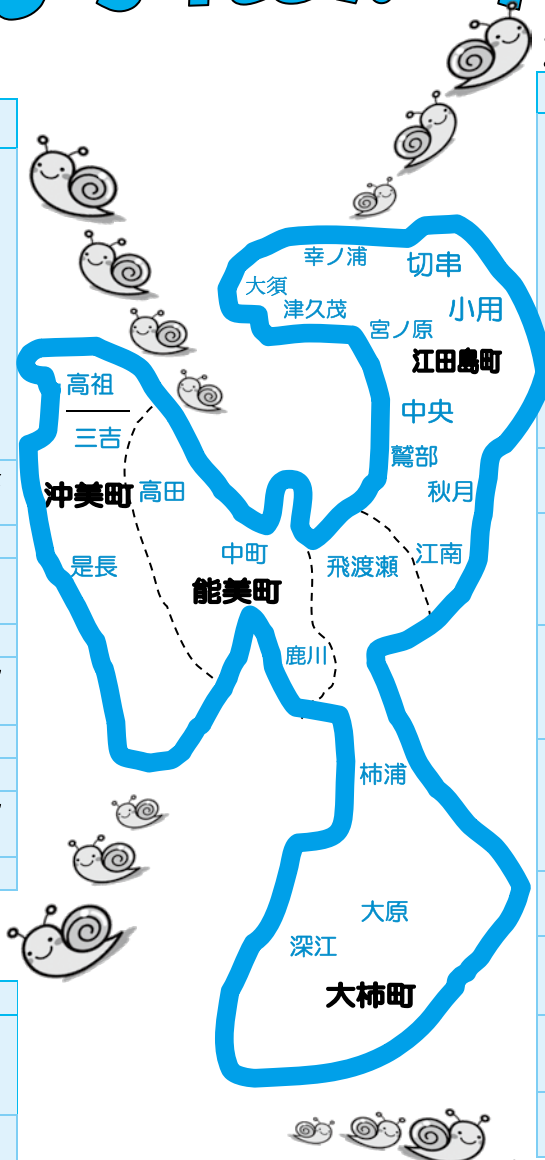 幸ノ浦
切串
大須
津久茂
小用
宮ノ原
江田島町
高祖
中央
三吉
鷲部
沖美町
高田
秋月
中町
江南
是長
飛渡瀬
能美町
鹿川
柿浦
大原
深江
大柿町